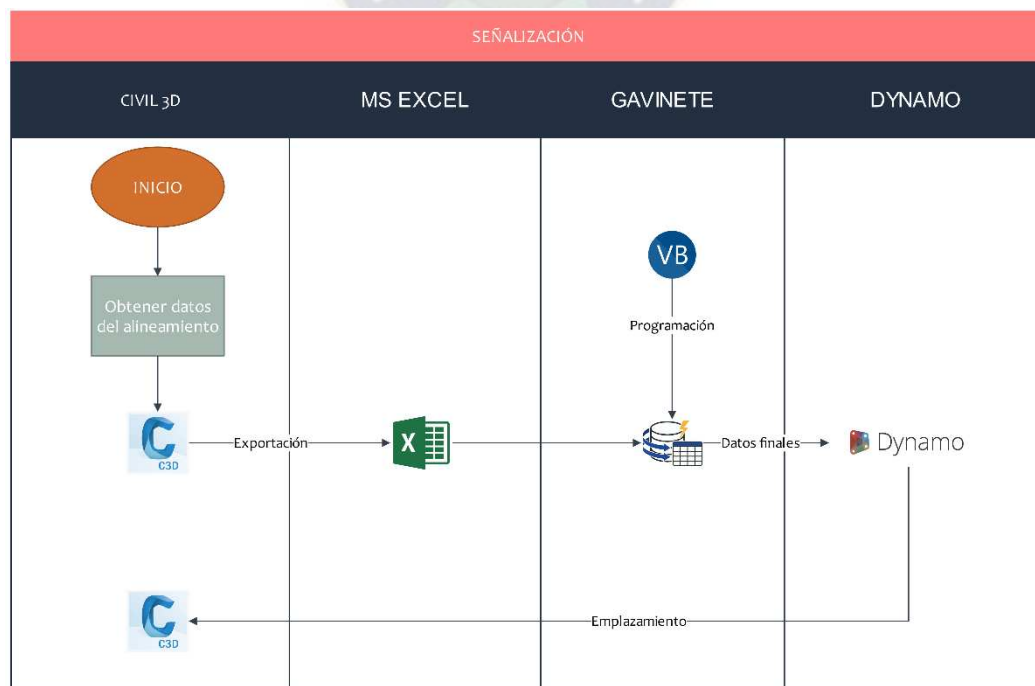 SEÑALIZACIÓN
CIVIL 3D
MS EXCEL
GAVINETE
DYNAMO
INICIO
VB
Obtener datos
del alineamiento
Programación
C3D
Exportación
X
Datos finales
Dynamo
C3D
Emplazamiento